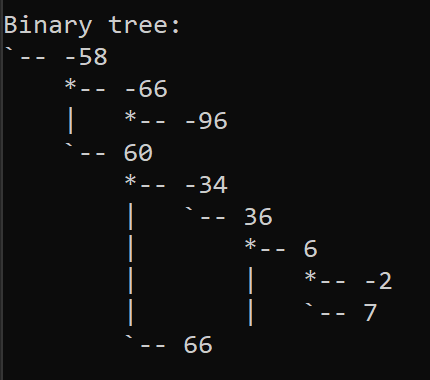 Binary tree:
`-- -58
    *-- -66
    |   *-- -96
    `-- 60
        *-- -34
        |   `-- 36
        |       *-- 6
        |       |   *-- -2
        |       |   `-- 7
        `-- 66